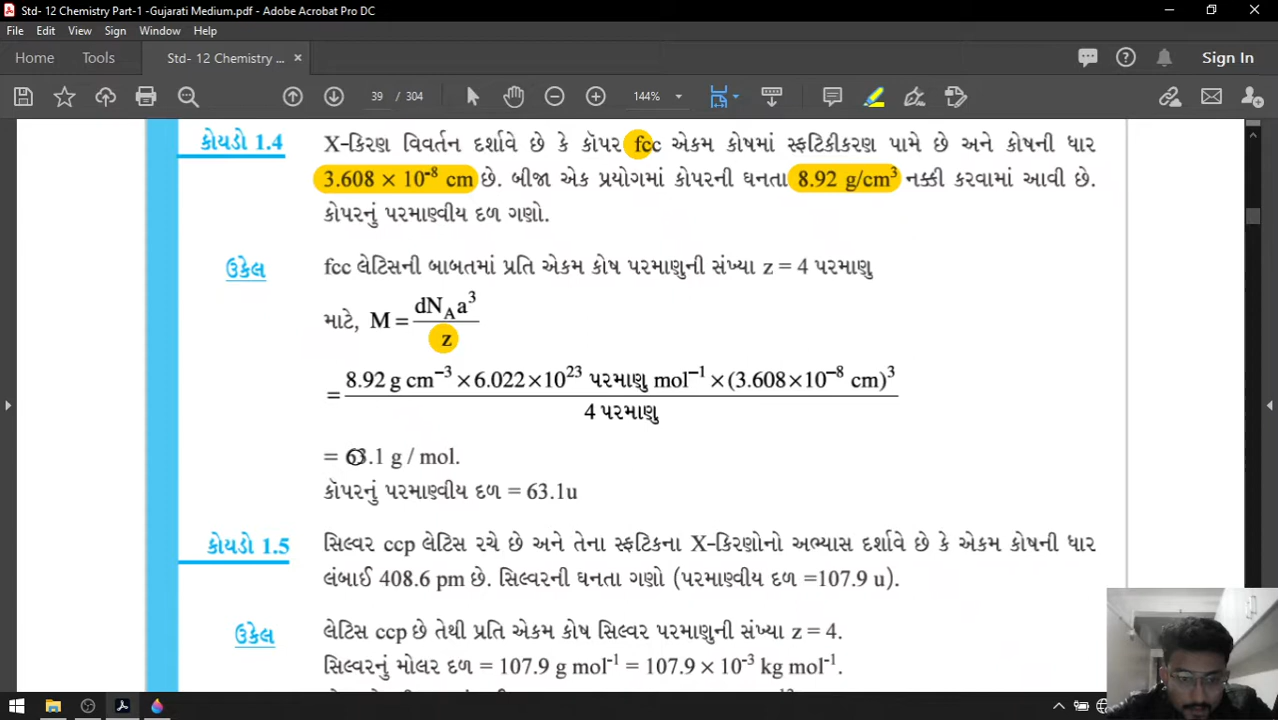 Std- 12 Chemistry Part-1 -Gujarati Medium.pdf - Adobe Acrobat Pro DC
File Edit View Sign Window Help
Home Tools Std- 12 Chemistry ... × Sign In
39 / 304 144%
કોયડો 1.4 X-કિરણ વિવર્તન દર્શાવે છે કે કૉપર fcc એકમ કોષમાં સ્ફટિકીકરણ પામે છે અને કોષની ધાર
3.608 × 10⁻⁸ cm છે. બીજા એક પ્રયોગમાં કોપરની ઘનતા 8.92 g/cm³ નક્કી કરવામાં આવી છે.
કોપરનું પરમાણ્વીય દળ ગણો.
ઉકેલ fcc લેટિસની બાબતમાં પ્રતિ એકમ કોષ પરમાણુની સંખ્યા z = 4 પરમાણુ
માટે, M = dN_A a³ / z
= 8.92 g cm⁻³ × 6.022×10²³ પરમાણુ mol⁻¹ × (3.608×10⁻⁸ cm)³ / 4 પરમાણુ
= 63.1 g / mol.
કૉપરનું પરમાણ્વીય દળ = 63.1u
કોયડો 1.5 સિલ્વર ccp લેટિસ રચે છે અને તેના સ્ફટિકના X-કિરણોનો અભ્યાસ દર્શાવે છે કે એકમ કોષની ધાર
લંબાઈ 408.6 pm છે. સિલ્વરની ઘનતા ગણો (પરમાણ્વીય દળ =107.9 u).
ઉકેલ લેટિસ ccp છે તેથી પ્રતિ એકમ કોષ સિલ્વર પરમાણુની સંખ્યા z = 4.
સિલ્વરનું મોલર દળ = 107.9 g mol⁻¹ = 107.9 × 10⁻³ kg mol⁻¹.